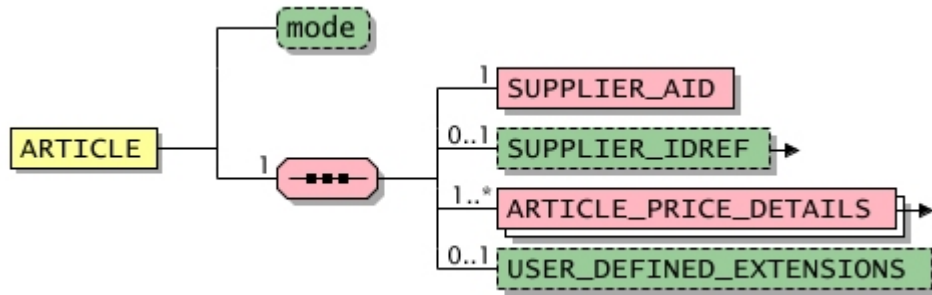 mode
1
SUPPLIER_AID
0..1
SUPPLIER_IDREF
ARTICLE
1
1..*
ARTICLE_PRICE_DETAILS
0..1
USER_DEFINED_EXTENSIONS